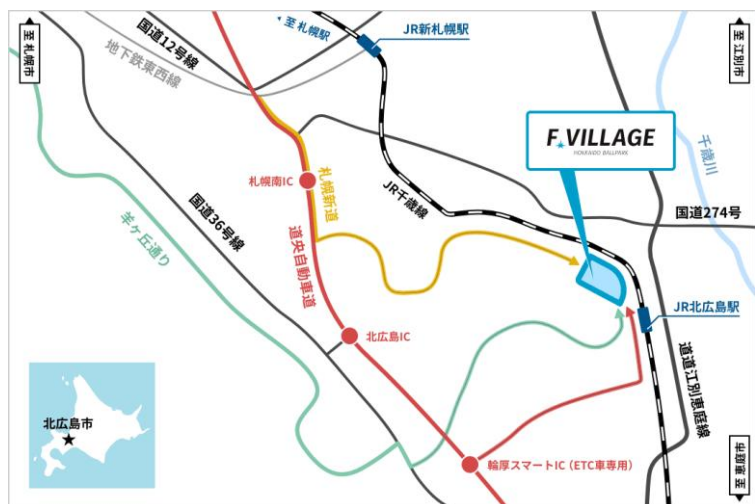 至 札幌市
国道12号線
地下鉄東西線
至 札幌駅
JR新札幌駅
至 江別市
千歳川
F VILLAGE
HOKKAIDO BALLPARK
札幌南IC
札幌新道
JR千歳線
国道274号
羊ヶ丘通り
国道36号線
道央自動車道
北広島IC
JR北広島駅
道道江別恵庭線
北広島市
輪厚スマートIC（ETC車専用）
至 恵庭市